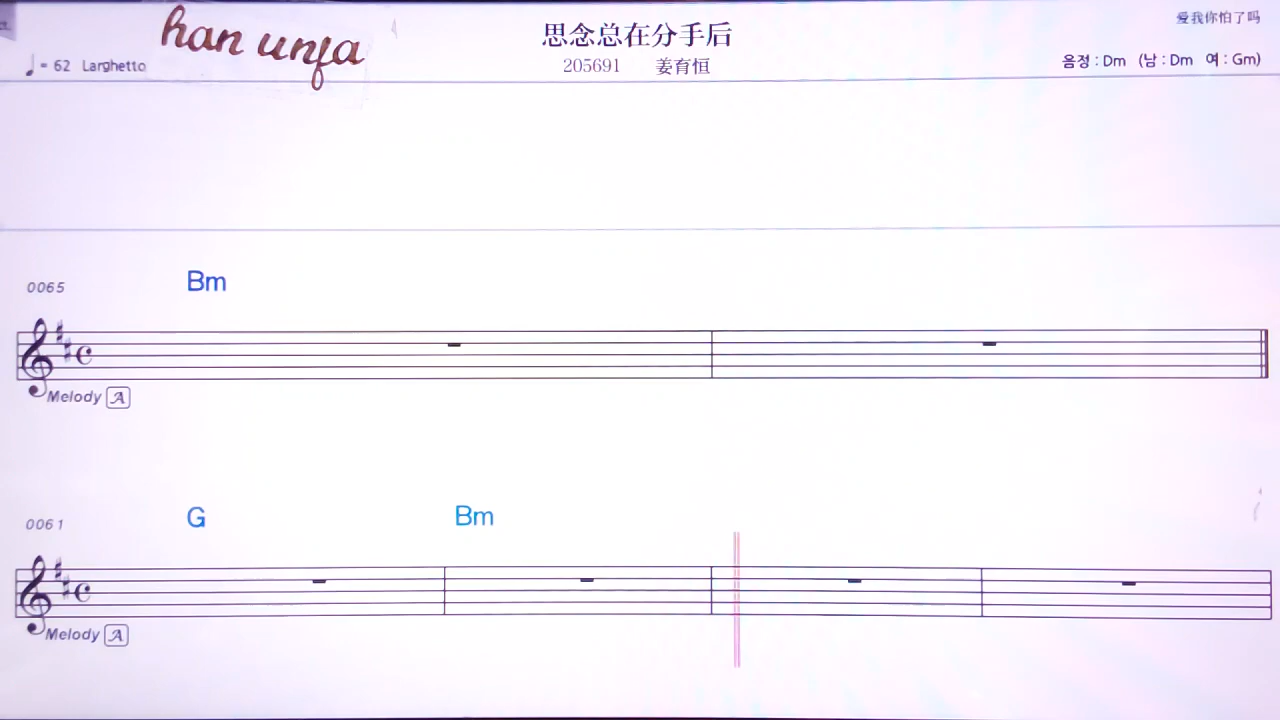 han unfa
思念总在分手后
爱我你怕了吗
♩= 62 Larghetto
205691 姜育恒
음정 : Dm (남 : Dm 여 : Gm)
0065 Bm
Melody A
0061 G Bm
Melody A